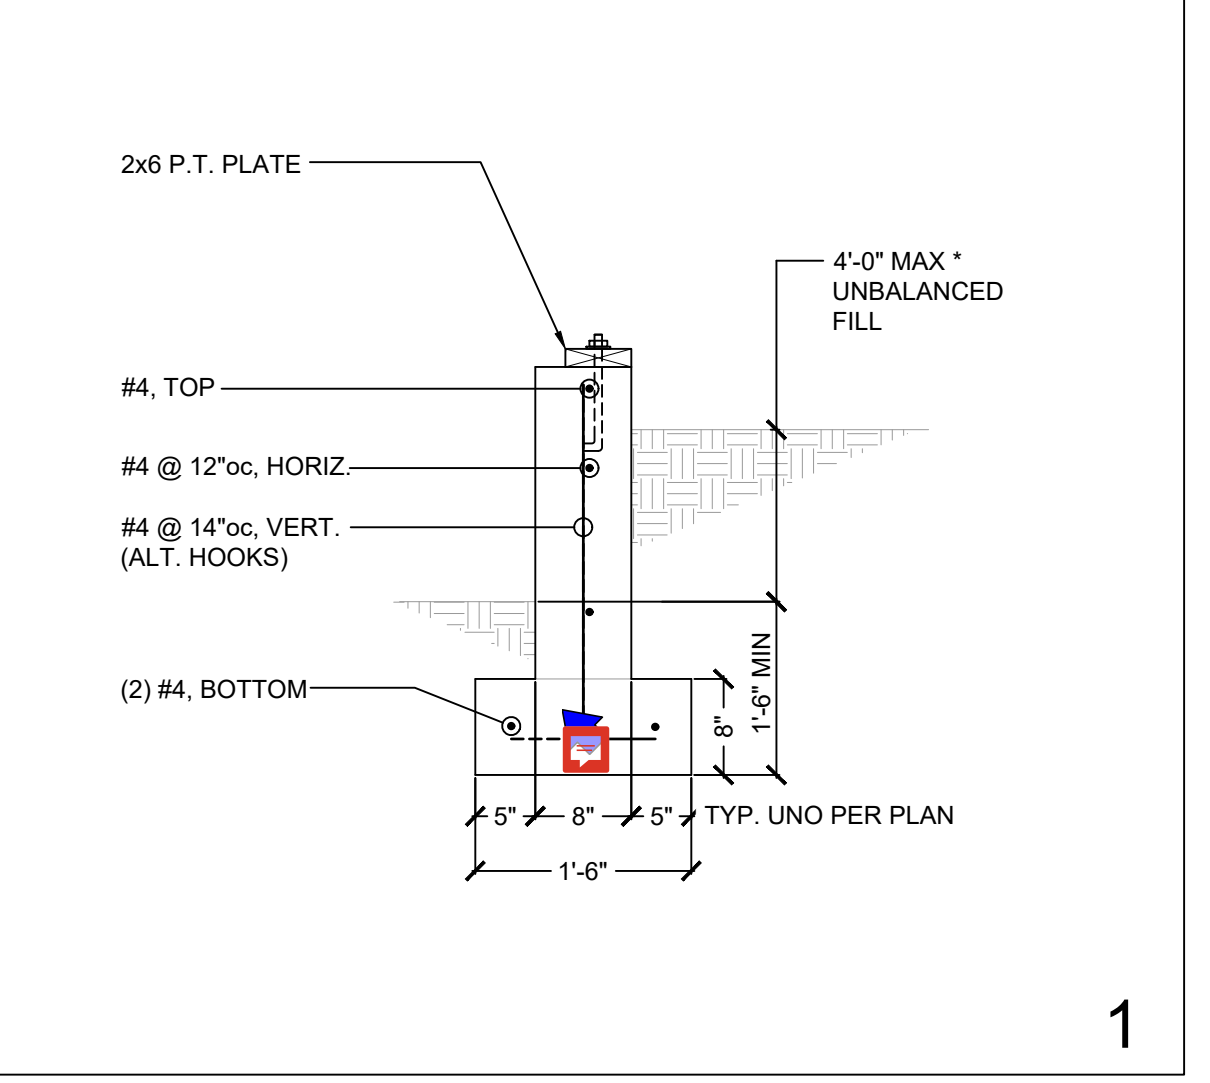 2x6 P.T. PLATE
4'-0" MAX *
UNBALANCED
FILL
#4, TOP
#4 @ 12"oc, HORIZ.
#4 @ 14"oc, VERT.
(ALT. HOOKS)
(2) #4, BOTTOM
8"
1'-6" MIN
5"
8"
5"
TYP. UNO PER PLAN
1'-6"
1